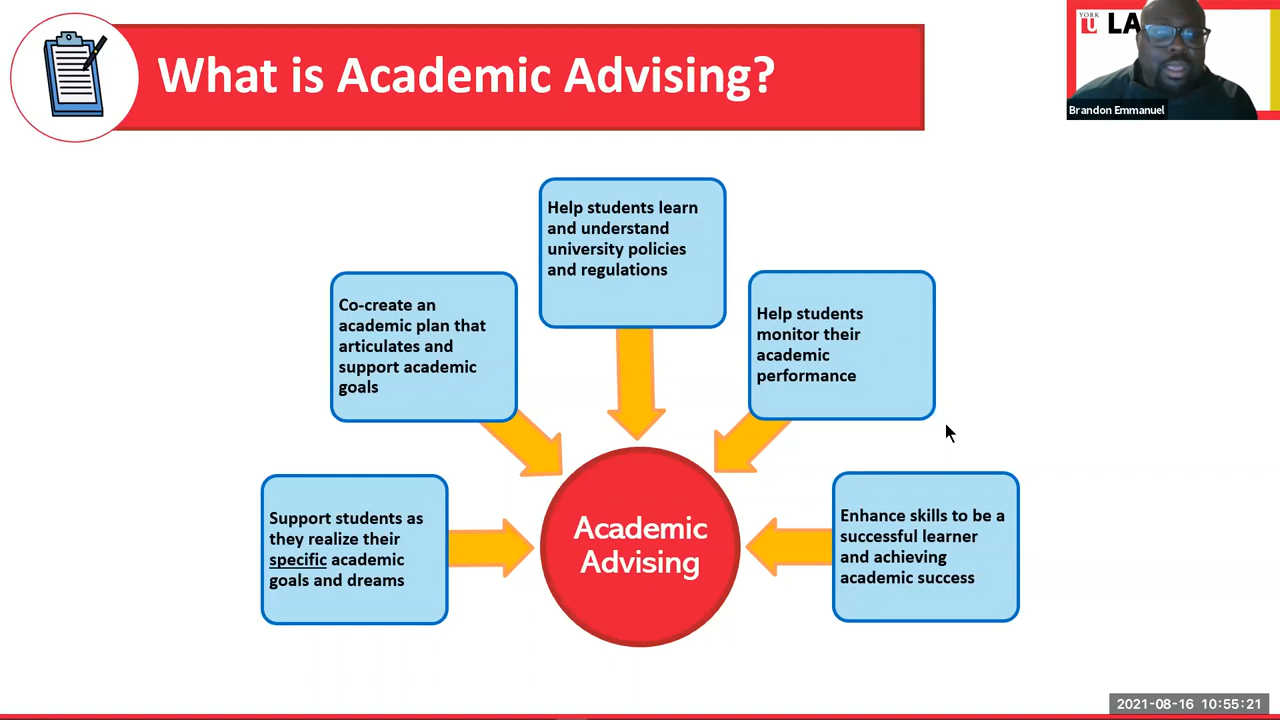 What is Academic Advising?
YORK
U
LA
Brandon Emmanuel
Help students learn
and understand
university policies
and regulations
Co-create an
academic plan that
articulates and
support academic
goals
Help students
monitor their
academic
performance
Support students as
they realize their
specific academic
goals and dreams
Academic
Advising
Enhance skills to be a
successful learner
and achieving
academic success
2021-08-16 10:55:21